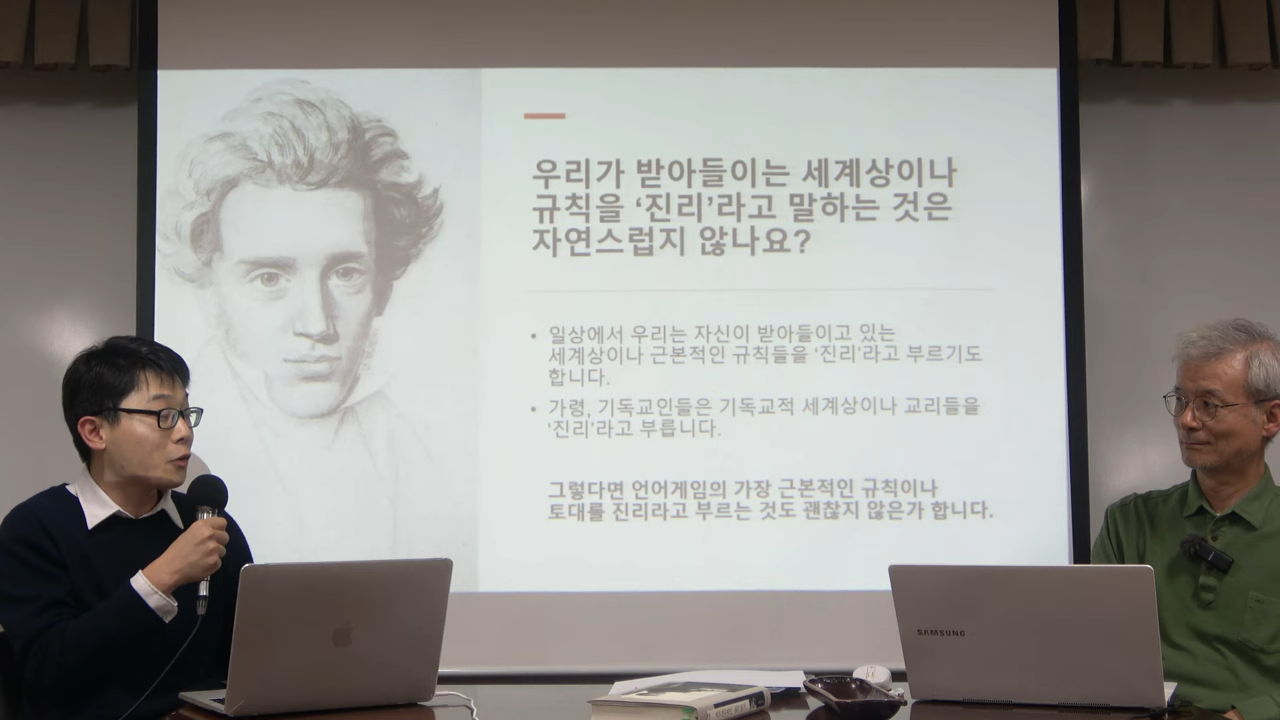 우리가 받아들이는 세계상이나
규칙을 ‘진리’라고 말하는 것은
자연스럽지 않나요?
• 일상에서 우리는 자신이 받아들이고 있는
세계상이나 근본적인 규칙들을 ‘진리’라고 부르기도
합니다.
• 가령, 기독교인들은 기독교적 세계상이나 교리들을
‘진리’라고 부릅니다.
그렇다면 언어게임의 가장 근본적인 규칙이나
토대를 진리라고 부르는 것도 괜찮지 않은가 합니다.
SAMSUNG